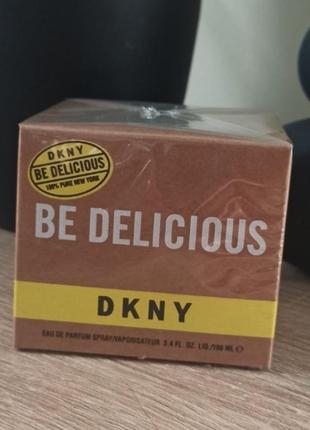 DKNY
BE DELICIOUS
100% PURE NEW YORK
BE DELICIOUS
DKNY
EAU DE PARFUM SPRAY/VAPORISATEUR 3.4 FL. OZ. LIQ./100 ML ℮